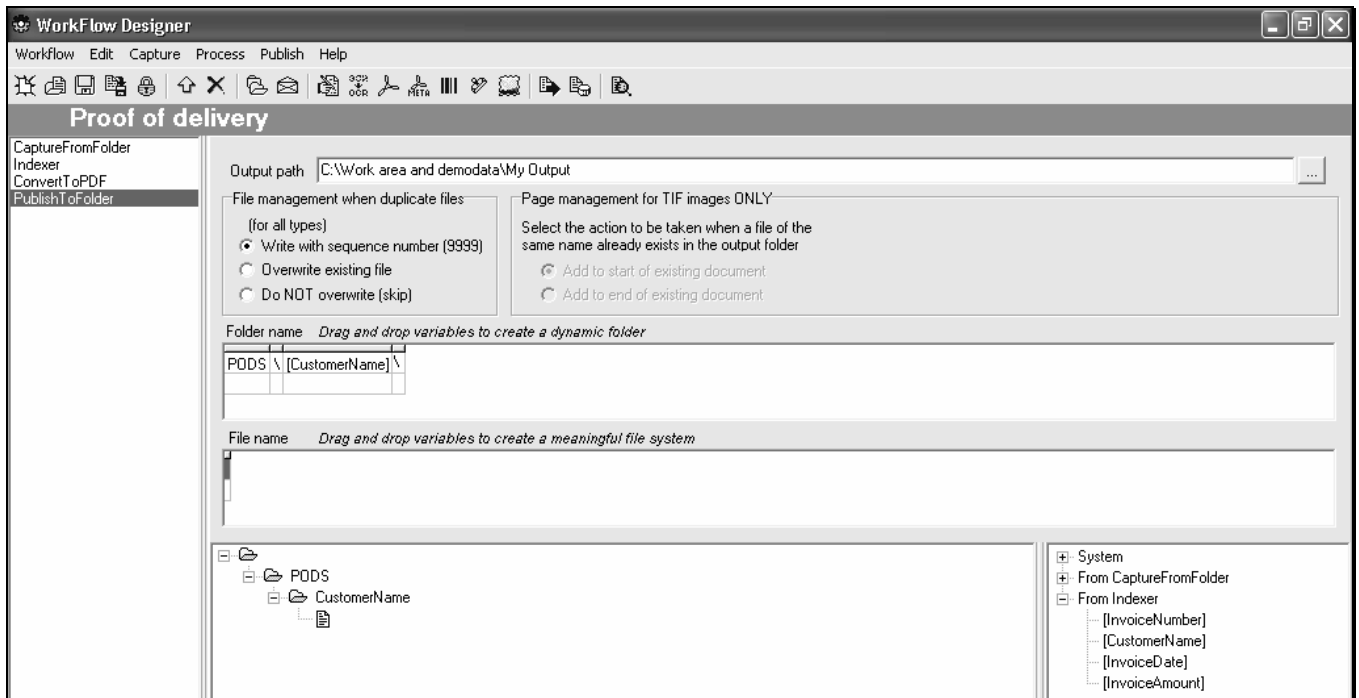 WorkFlow Designer
Workflow Edit Capture Process Publish Help
OCR OCR META
Proof of delivery
CaptureFromFolder
Indexer
ConvertToPDF
PublishToFolder
Output path C:\Work area and demodata\My Output ...
File management when duplicate files
(for all types)
Write with sequence number (9999)
Overwrite existing file
Do NOT overwrite (skip)
Page management for TIF images ONLY
Select the action to be taken when a file of the
same name already exists in the output folder
Add to start of existing document
Add to end of existing document
Folder name Drag and drop variables to create a dynamic folder
PODS \ [CustomerName] \
File name Drag and drop variables to create a meaningful file system
PODS
CustomerName
System
From CaptureFromFolder
From Indexer
[InvoiceNumber]
[CustomerName]
[InvoiceDate]
[InvoiceAmount]